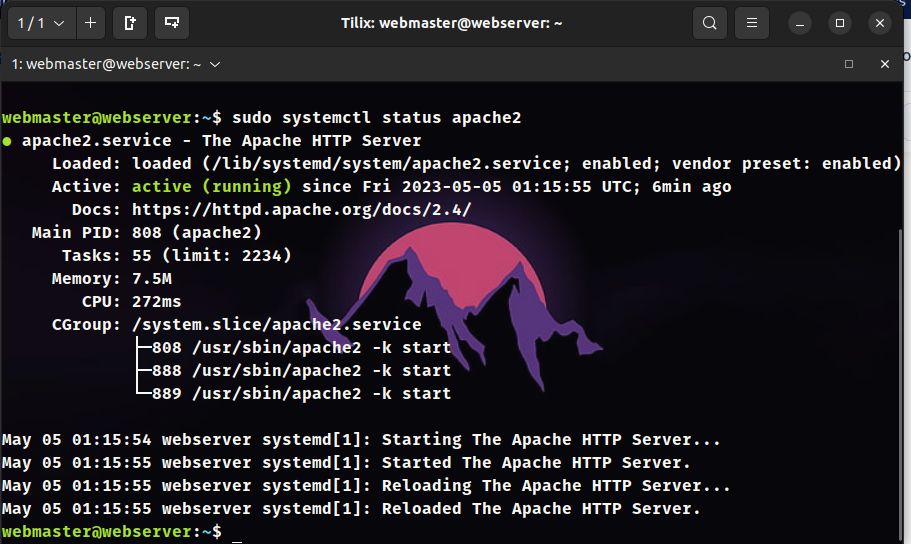 1 / 1
Tilix: webmaster@webserver: ~
1: webmaster@webserver: ~
webmaster@webserver:~$ sudo systemctl status apache2
● apache2.service - The Apache HTTP Server
     Loaded: loaded (/lib/systemd/system/apache2.service; enabled; vendor preset: enabled)
     Active: active (running) since Fri 2023-05-05 01:15:55 UTC; 6min ago
       Docs: https://httpd.apache.org/docs/2.4/
   Main PID: 808 (apache2)
      Tasks: 55 (limit: 2234)
     Memory: 7.5M
        CPU: 272ms
     CGroup: /system.slice/apache2.service
             ├─808 /usr/sbin/apache2 -k start
             ├─888 /usr/sbin/apache2 -k start
             └─889 /usr/sbin/apache2 -k start
May 05 01:15:54 webserver systemd[1]: Starting The Apache HTTP Server...
May 05 01:15:55 webserver systemd[1]: Started The Apache HTTP Server.
May 05 01:15:55 webserver systemd[1]: Reloading The Apache HTTP Server...
May 05 01:15:55 webserver systemd[1]: Reloaded The Apache HTTP Server.
webmaster@webserver:~$ _